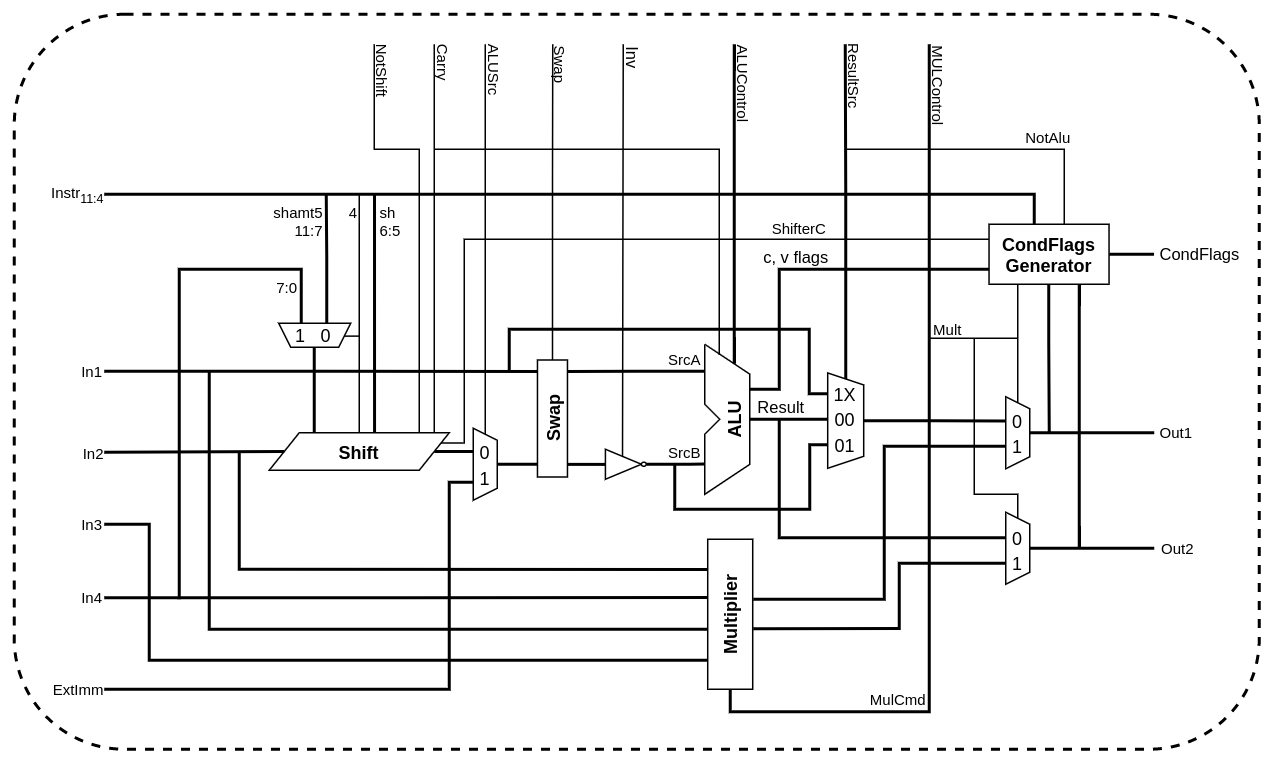 NotShift
Carry
ALUSrc
Swap
Inv
ALUControl
ResultSrc
MULControl
NotAlu
Instr11:4
shamt5
11:7
4
sh
6:5
ShifterC
c, v flags
CondFlags
Generator
CondFlags
7:0
1 0
Mult
In1
SrcA
1X
00
01
Result
ALU
Swap
Shift
In2
0
1
SrcB
0
1
Out1
In3
0
1
Out2
In4
Multiplier
ExtImm
MulCmd